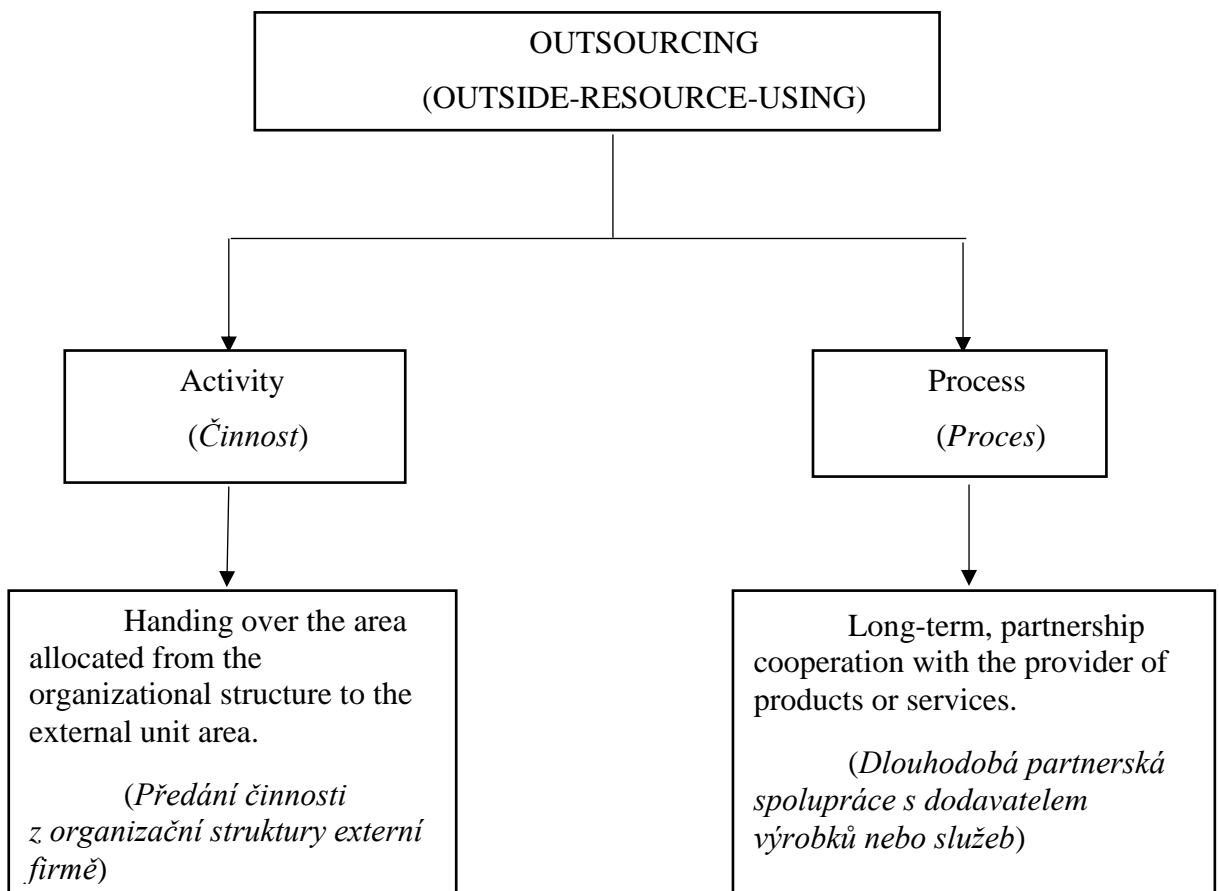 OUTSOURCING
(OUTSIDE-RESOURCE-USING)
Activity
(Činnost)
Process
(Proces)
Handing over the area
allocated from the
organizational structure to the
external unit area.
(Předání činnosti
z organizační struktury externí
firmě)
Long-term, partnership
cooperation with the provider of
products or services.
(Dlouhodobá partnerská
spolupráce s dodavatelem
výrobků nebo služeb)